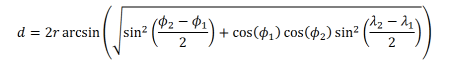 d = 2r arcsin(√(sin²((ϕ₂ − ϕ₁)/2) + cos(ϕ₁) cos(ϕ₂) sin²((λ₂ − λ₁)/2)))